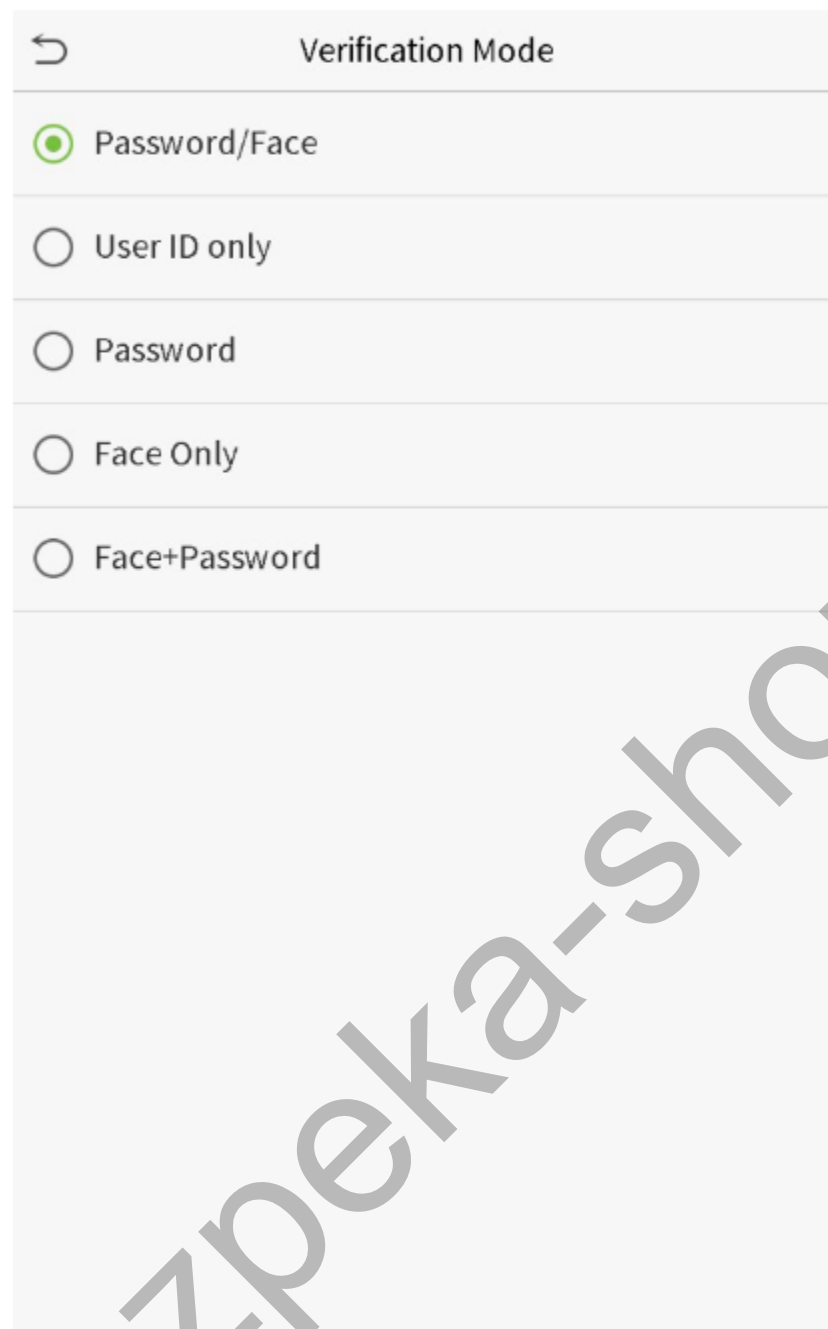 Verification Mode
Password/Face
User ID only
Password
Face Only
Face+Password
zpeka-sho